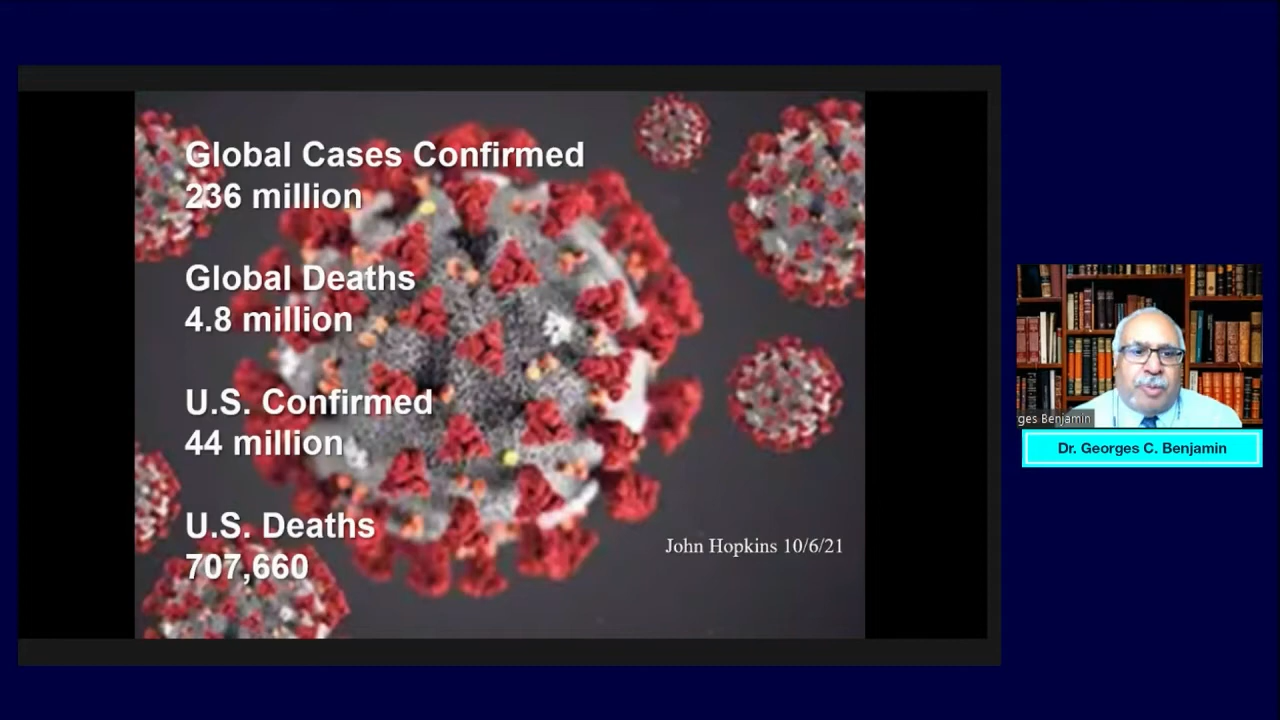 Global Cases Confirmed
236 million
Global Deaths
4.8 million
U.S. Confirmed
44 million
U.S. Deaths
707,660
John Hopkins 10/6/21
ges Benjamin
Dr. Georges C. Benjamin